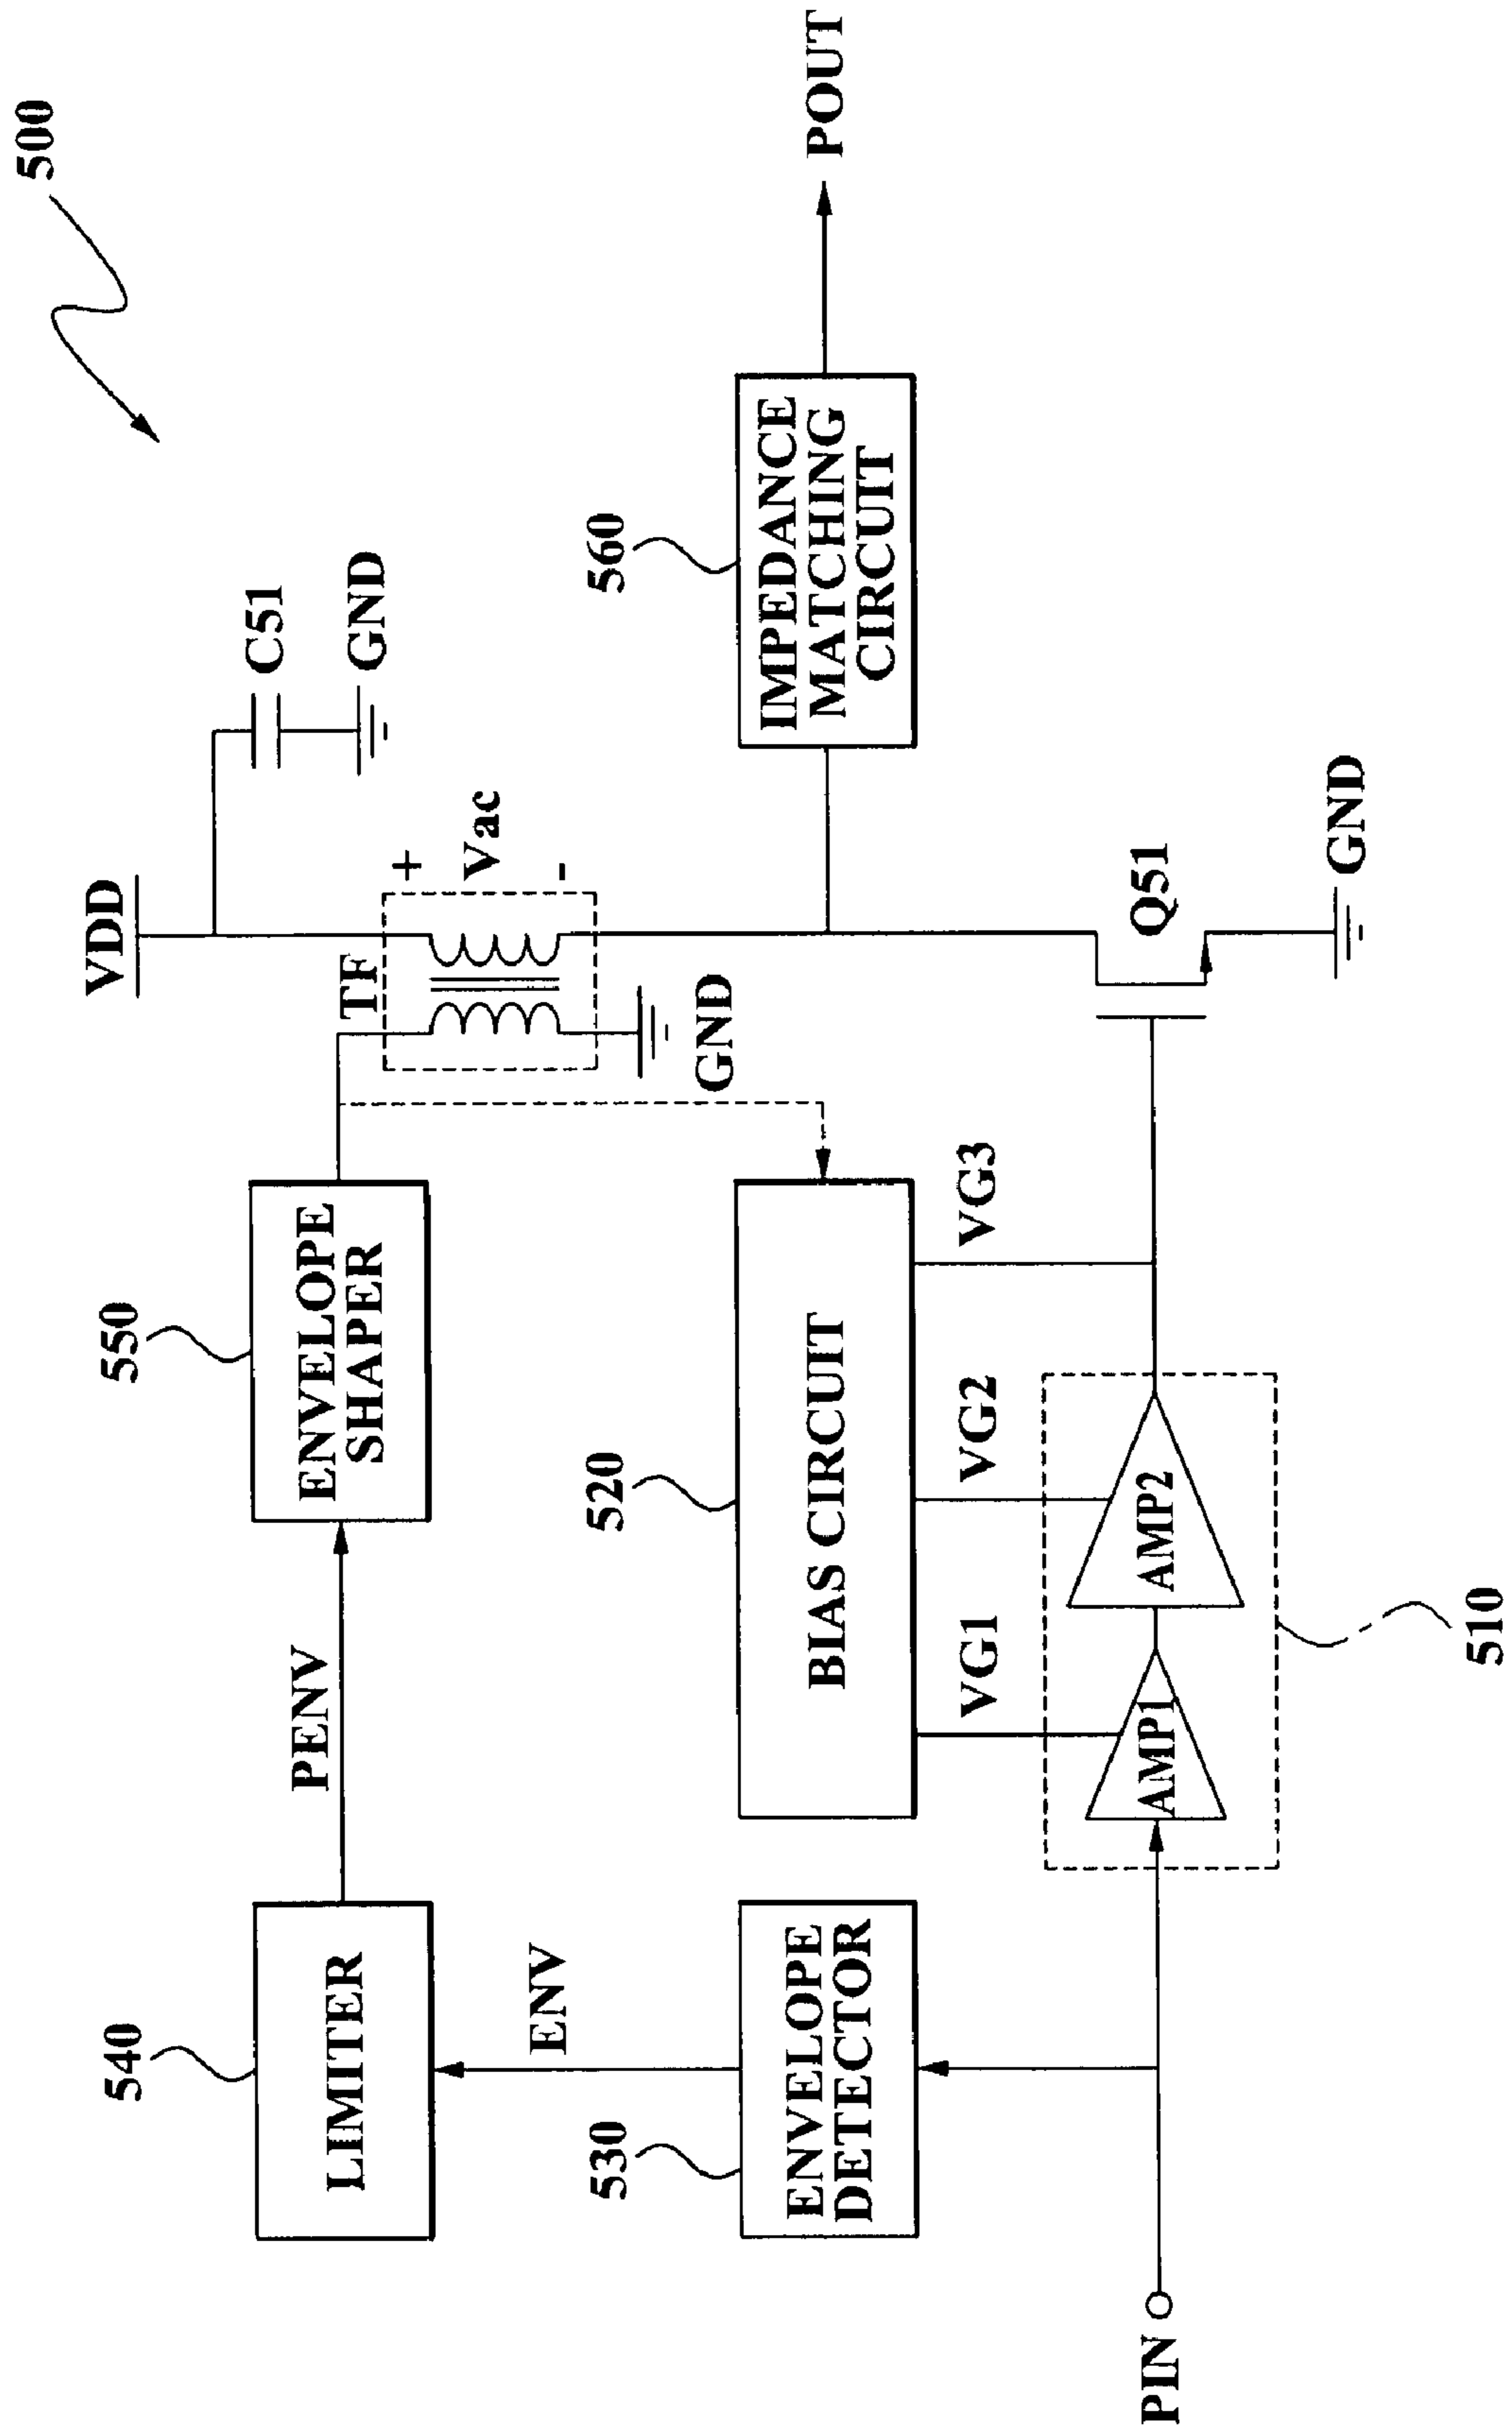 500
VDD
C51
GND
TF
+
Vac
-
GND
540
LIMITER
PENV
550
ENVELOPE
SHAPER
ENV
530
ENVELOPE
DETECTOR
520
BIAS CIRCUIT
560
IMPEDANCE
MATCHING
CIRCUIT
POUT
VG1
VG2
VG3
Q51
GND
PIN
AMP1
AMP2
510